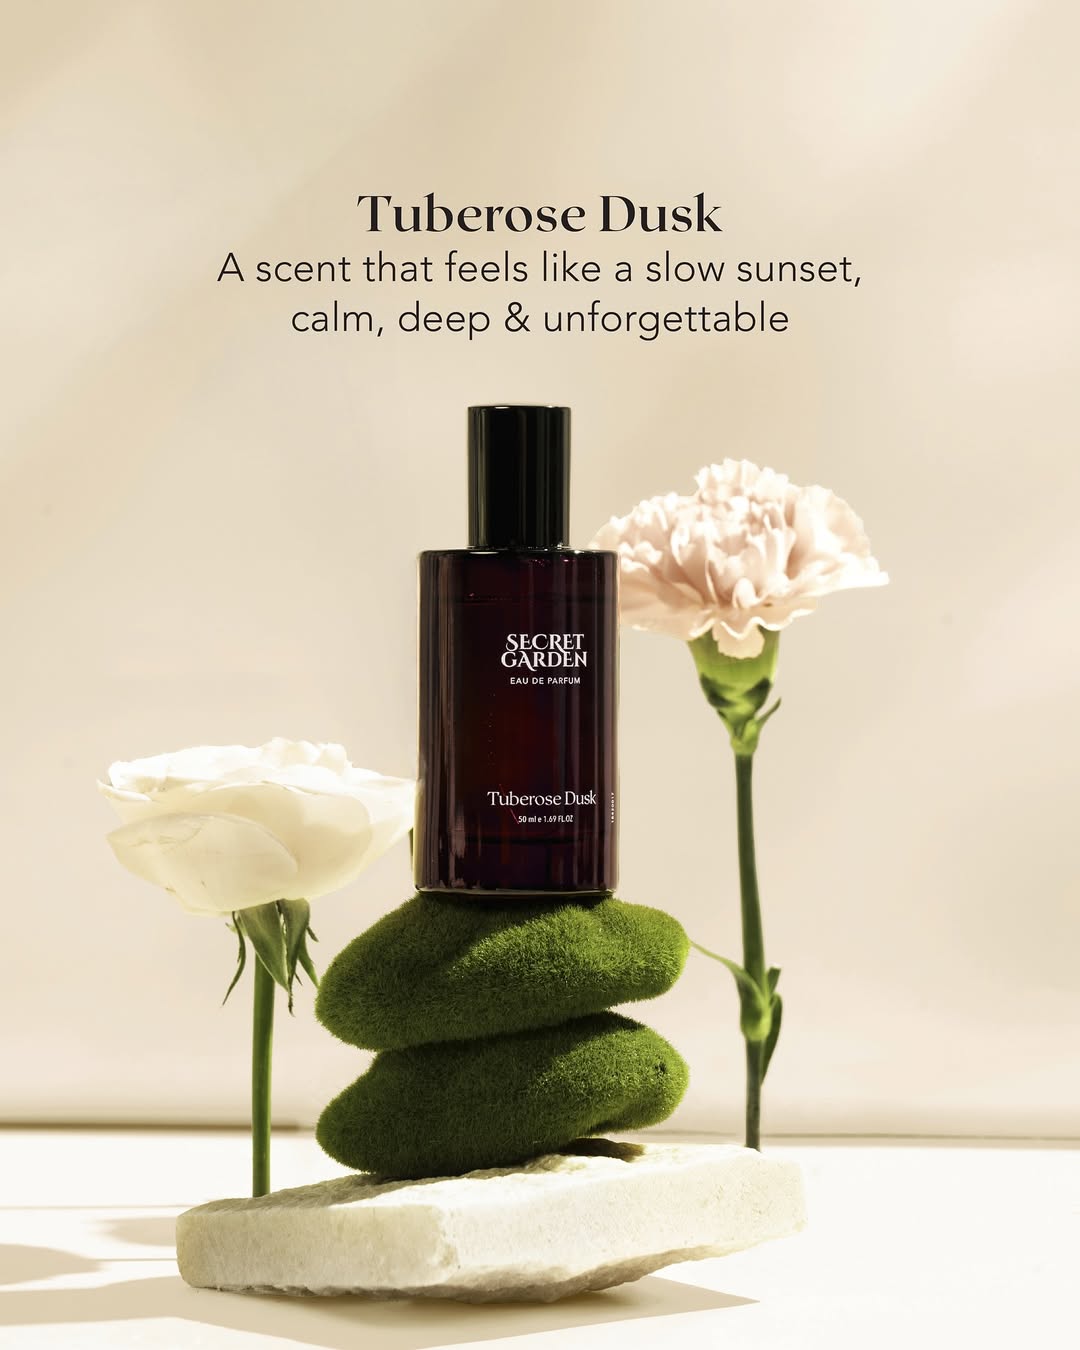 Tuberose Dusk
A scent that feels like a slow sunset,
calm, deep & unforgettable
SECRET
GARDEN
EAU DE PARFUM
Tuberose Dusk
50 ml e 1.69 FL.OZ